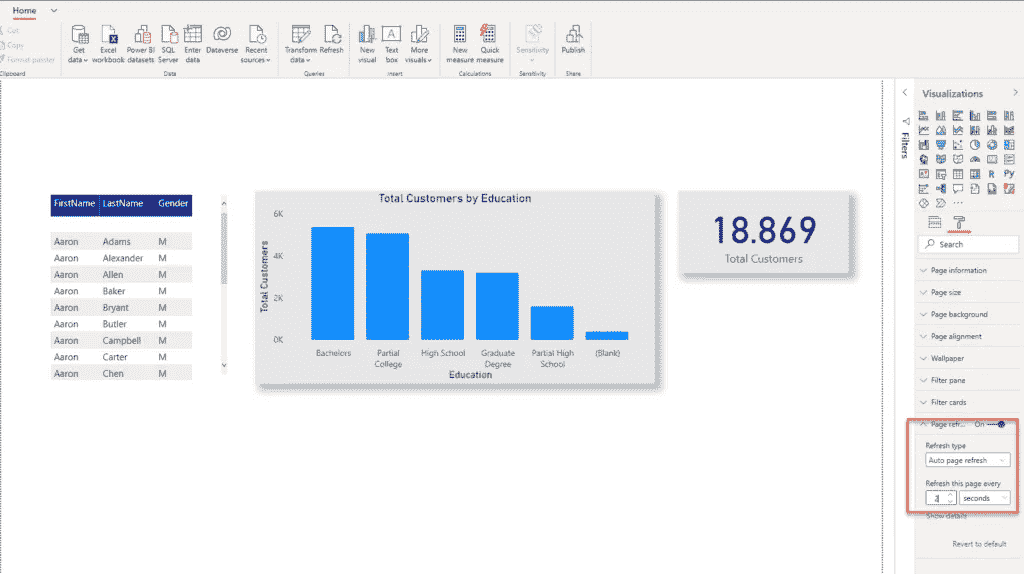 Home
Cut
Copy
Format painter
Clipboard
Get data
Excel workbook
Power BI datasets
SQL Server
Enter data
Dataverse
Recent sources
Data
Transform data
Refresh
Queries
New visual
Text box
More visuals
Insert
New measure
Quick measure
Calculations
Sensitivity
Sensitivity
Publish
Share
FirstName LastName Gender
Aaron Adams M
Aaron Alexander M
Aaron Allen M
Aaron Baker M
Aaron Bryant M
Aaron Butler M
Aaron Campbell M
Aaron Carter M
Aaron Chen M
Total Customers by Education
Total Customers
6K
4K
2K
0K
Bachelors
Partial College
High School
Graduate Degree
Partial High School
(Blank)
Education
18.869
Total Customers
Filters
Visualizations
R
Py
Search
Page information
Page size
Page background
Page alignment
Wallpaper
Filter pane
Filter cards
Page refr... On
Refresh type
Auto page refresh
Refresh this page every
2 seconds
Show details
Revert to default